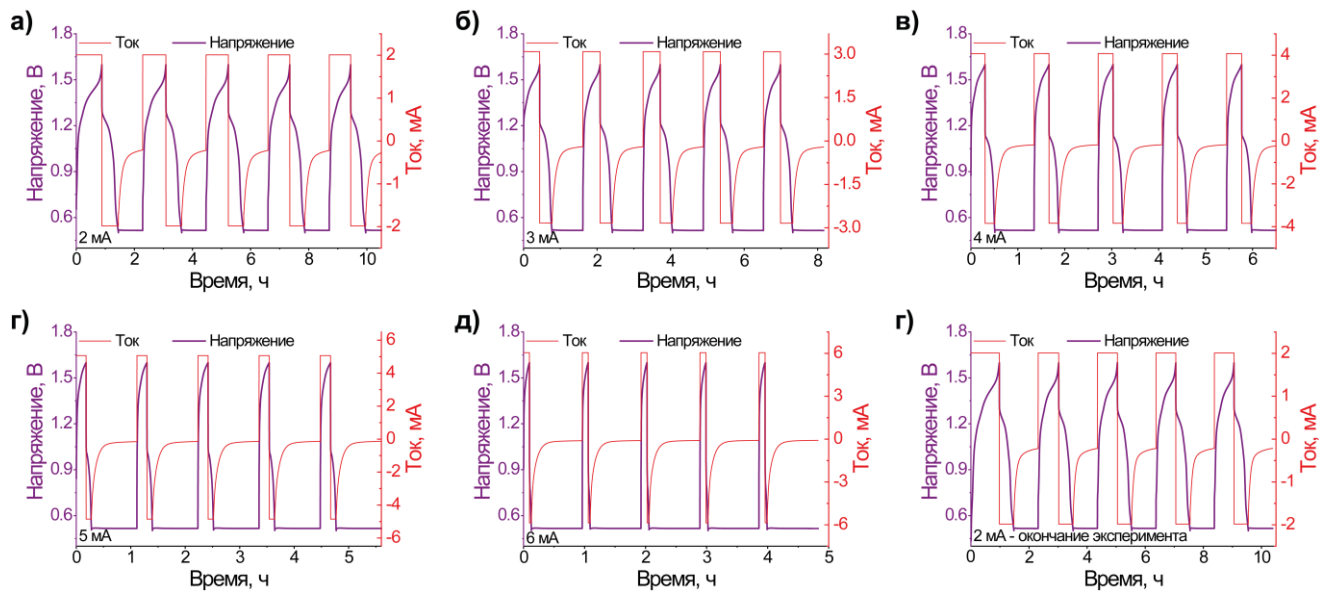 а)
Ток Напряжение
Напряжение, В
1.8
1.5
1.2
0.9
0.6
2
1
0
-1
-2
Ток, мА
2 мА
0 2 4 6 8 10
Время, ч
б)
Ток Напряжение
Напряжение, В
1.8
1.5
1.2
0.9
0.6
3.0
1.5
0.0
-1.5
-3.0
Ток, мА
3 мА
0 2 4 6 8
Время, ч
в)
Ток Напряжение
Напряжение, В
1.8
1.5
1.2
0.9
0.6
4
2
0
-2
-4
Ток, мА
4 мА
0 1 2 3 4 5 6
Время, ч
г)
Ток Напряжение
Напряжение, В
1.8
1.5
1.2
0.9
0.6
6
4
2
0
-2
-4
-6
Ток, мА
5 мА
0 1 2 3 4 5
Время, ч
д)
Ток Напряжение
Напряжение, В
1.8
1.5
1.2
0.9
0.6
6
3
0
-3
-6
Ток, мА
6 мА
0 1 2 3 4 5
Время, ч
г)
Ток Напряжение
Напряжение, В
1.8
1.5
1.2
0.9
0.6
2
1
0
-1
-2
Ток, мА
2 мА - окончание эксперимента
0 2 4 6 8 10
Время, ч